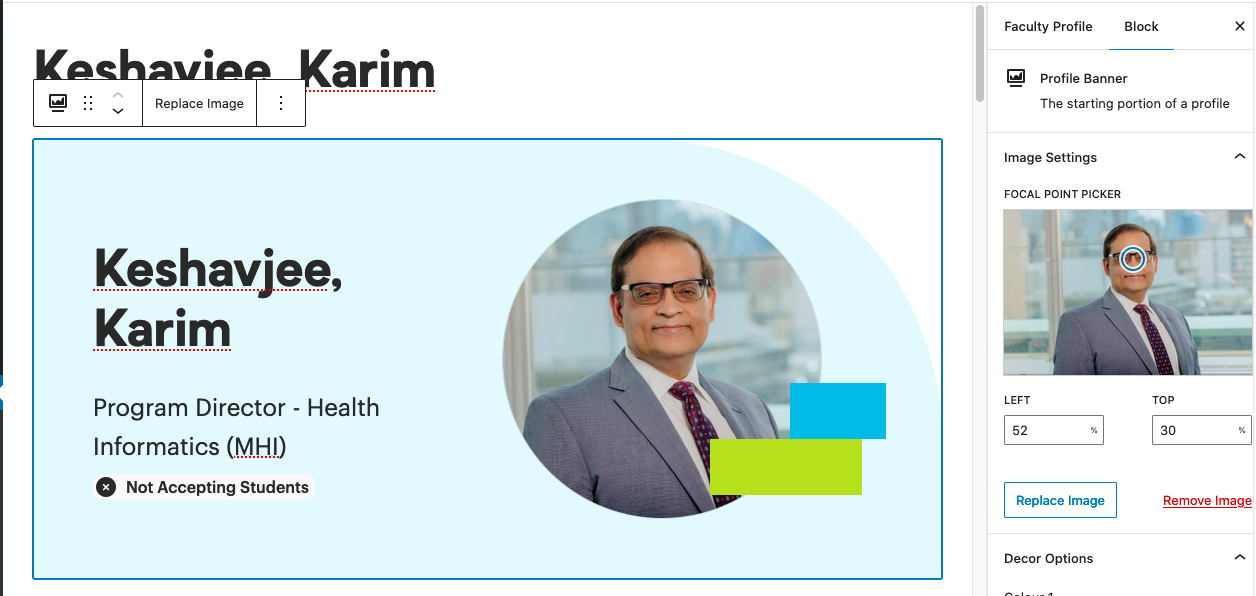 Keshavjee, Karim
Replace Image
Keshavjee,
Karim
Program Director - Health
Informatics (MHI)
Not Accepting Students
Faculty Profile
Block
Profile Banner
The starting portion of a profile
Image Settings
FOCAL POINT PICKER
LEFT
TOP
52 %
30 %
Replace Image
Remove Image
Decor Options
Colour 1